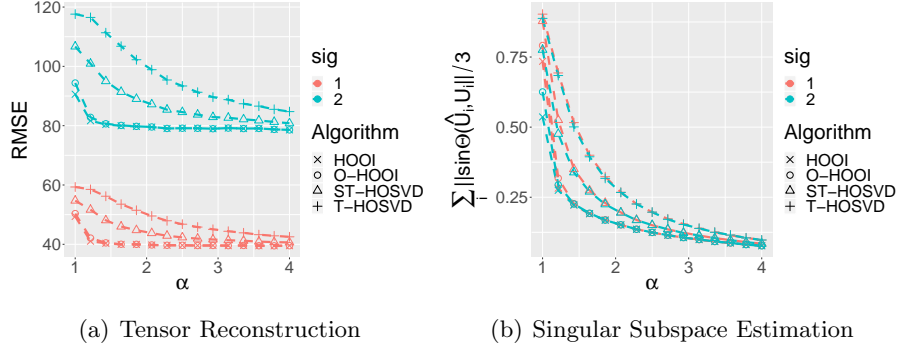 RMSE
120
100
80
60
40
1
2
3
4
α
sig
1
2
Algorithm
HOOI
O−HOOI
ST−HOSVD
T−HOSVD
∑||sinΘ(Û_i, U_i|| / 3
0.75
0.50
0.25
1
2
3
4
α
sig
1
2
Algorithm
HOOI
O−HOOI
ST−HOSVD
T−HOSVD
(a) Tensor Reconstruction
(b) Singular Subspace Estimation